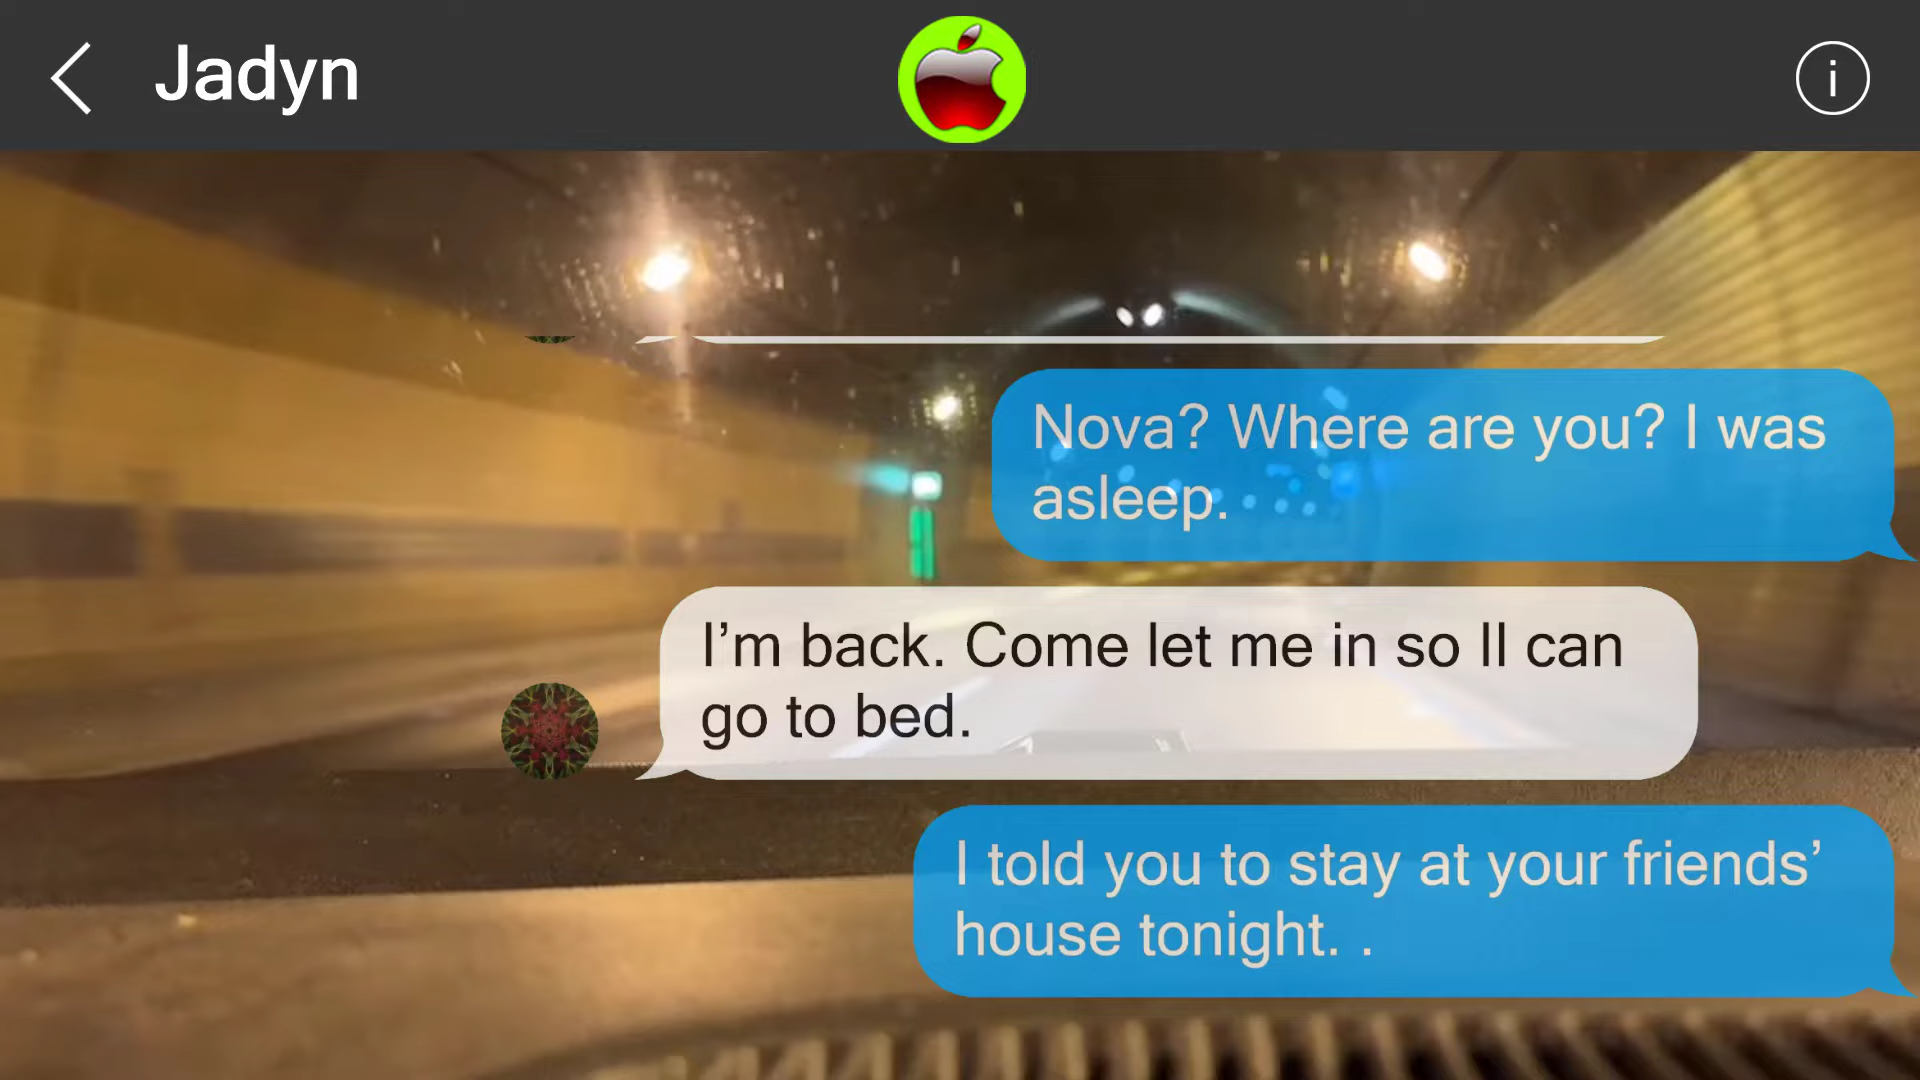 Jadyn
i
Nova? Where are you? I was
asleep.
I’m back. Come let me in so II can
go to bed.
I told you to stay at your friends’
house tonight. .